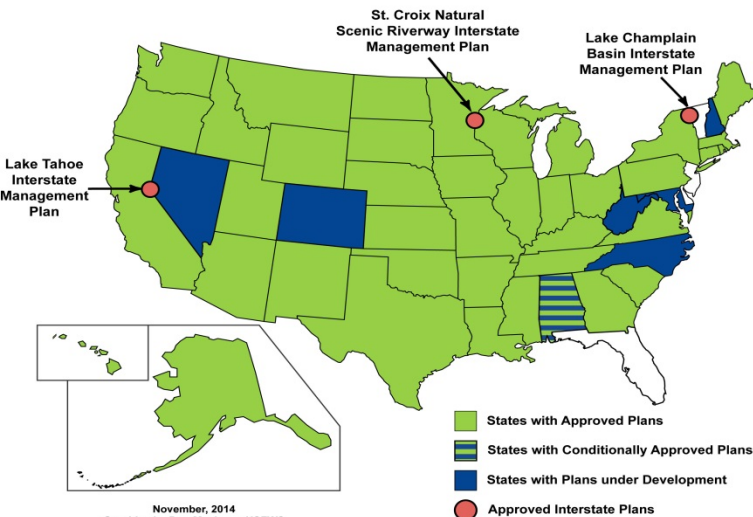 St. Croix Natural
Scenic Riverway Interstate
Management Plan
Lake Champlain
Basin Interstate
Management Plan
Lake Tahoe
Interstate
Management
Plan
States with Approved Plans
States with Conditionally Approved Plans
States with Plans under Development
Approved Interstate Plans
November, 2014